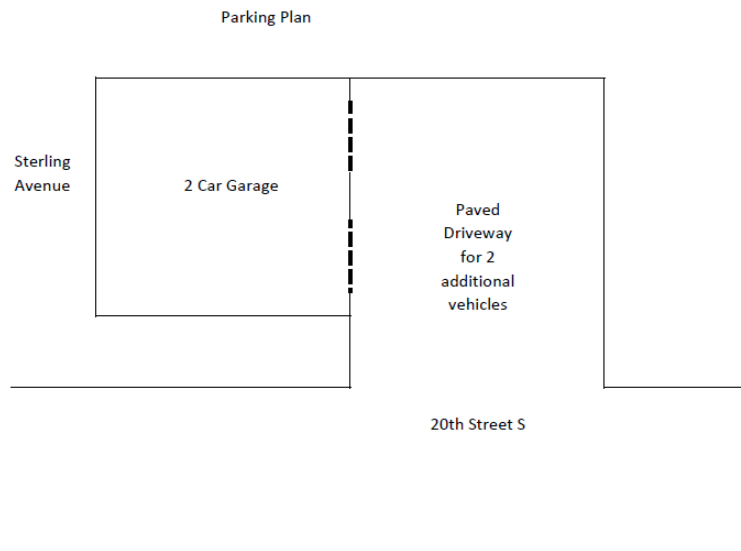 Parking Plan
Sterling
Avenue
2 Car Garage
Paved
Driveway
for 2
additional
vehicles
20th Street S